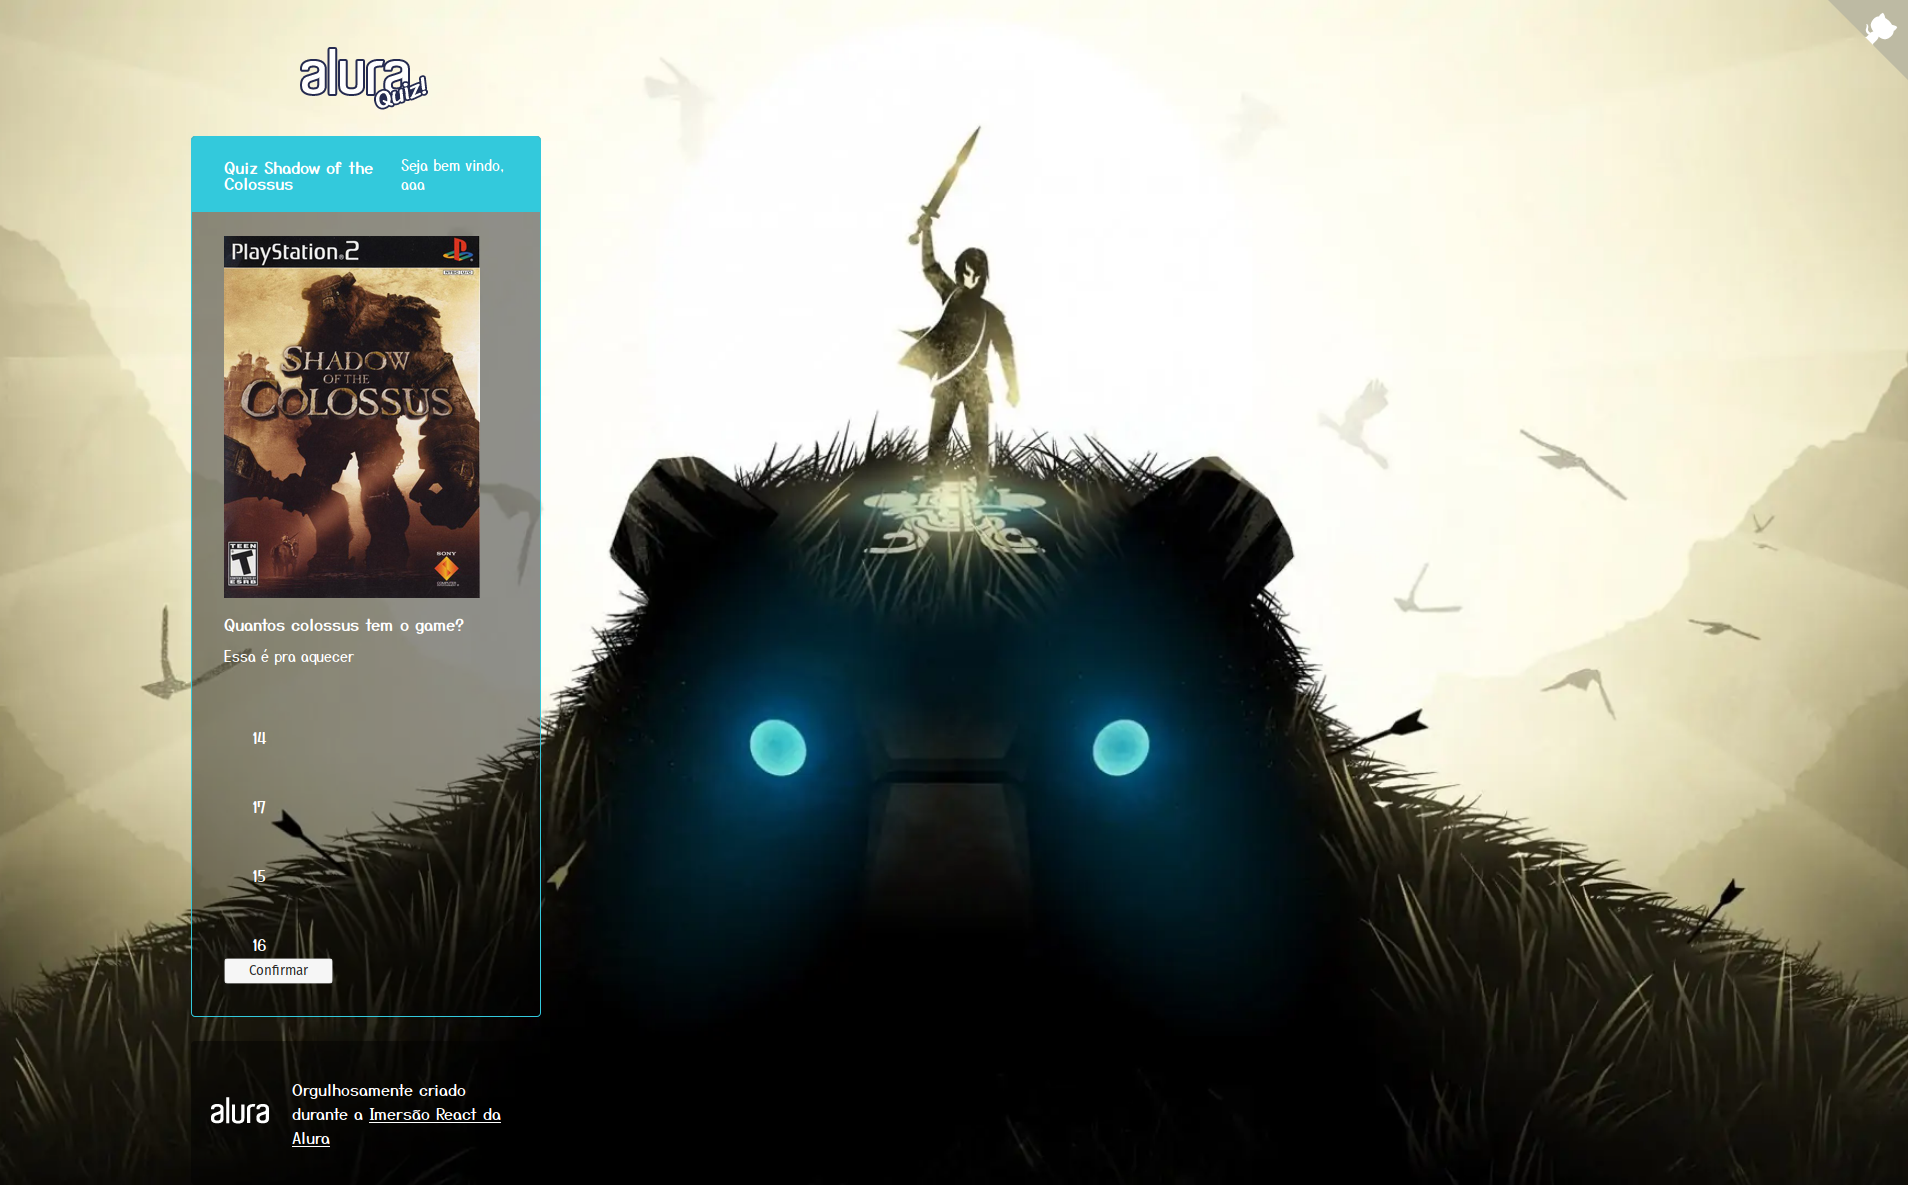 alura
Quiz!
Quiz Shadow of the
Colossus
Seja bem vindo,
aaa
PlayStation®2
SHADOW
OF THE
COLOSSUS
TEEN
T
ESRB
SONY
Quantos colossus tem o game?
Essa é pra aquecer
14
17
15
16
Confirmar
alura
Orgulhosamente criado
durante a Imersão React da
Alura